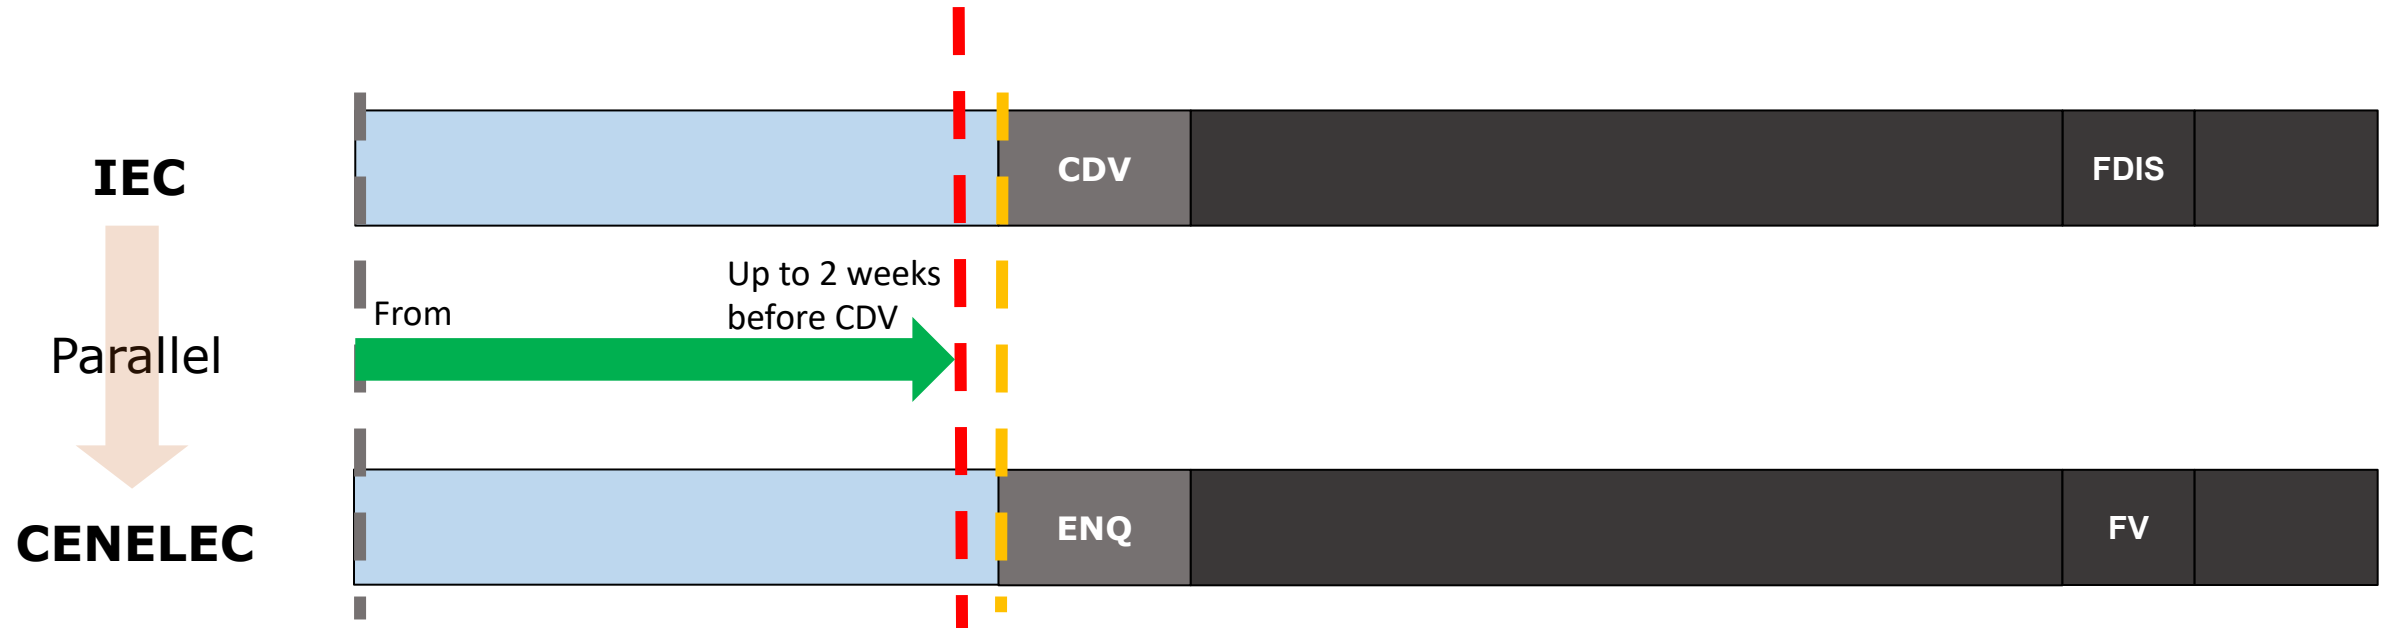 IEC
CDV
FDIS
Up to 2 weeks
before CDV
From
Parallel
CENELEC
ENQ
FV